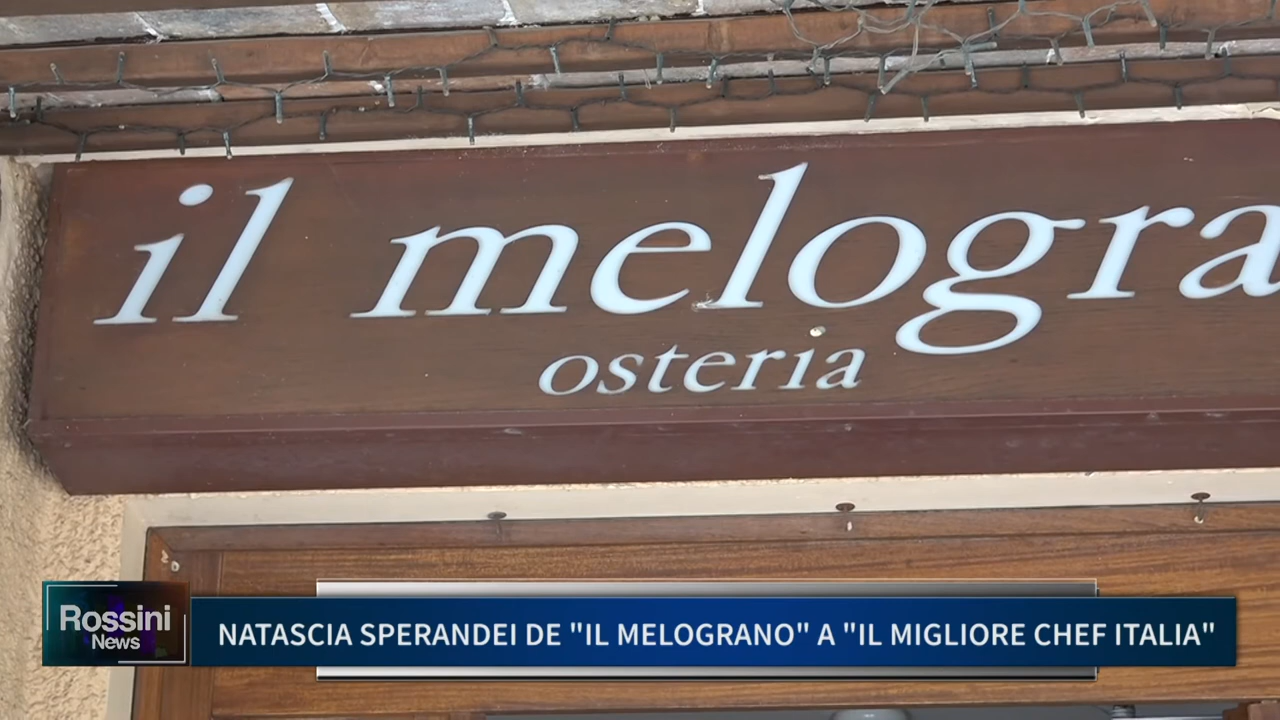 il melogra
osteria
Rossini
News
NATASCIA SPERANDEI DE "IL MELOGRANO" A "IL MIGLIORE CHEF ITALIA"